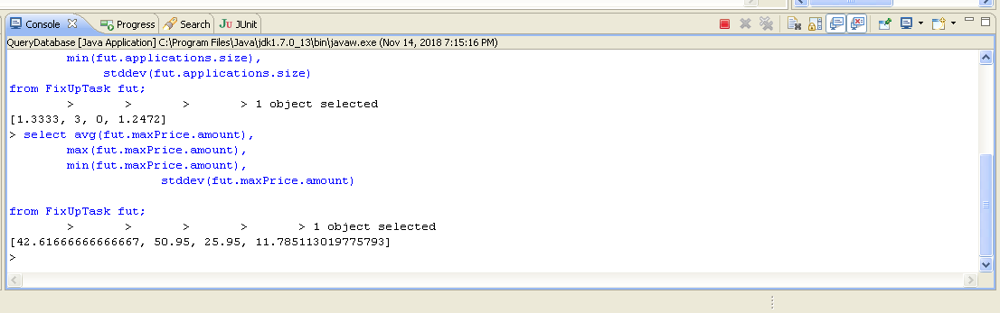 Console Progress Search JUnit
QueryDatabase [Java Application] C:\Program Files\Java\jdk1.7.0_13\bin\javaw.exe (Nov 14, 2018 7:15:16 PM)
min(fut.applications.size),
stddev(fut.applications.size)
from FixUpTask fut;
> > > > 1 object selected
[1.3333, 3, 0, 1.2472]
> select avg(fut.maxPrice.amount),
max(fut.maxPrice.amount),
min(fut.maxPrice.amount),
stddev(fut.maxPrice.amount)
from FixUpTask fut;
> > > > > 1 object selected
[42.61666666666667, 50.95, 25.95, 11.785113019775793]
>